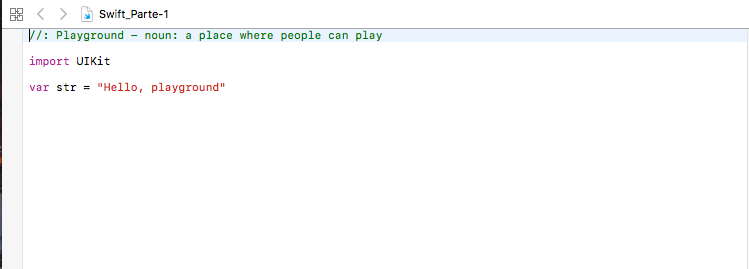 Swift_Parte-1
//: Playground - noun: a place where people can play
import UIKit
var str = "Hello, playground"